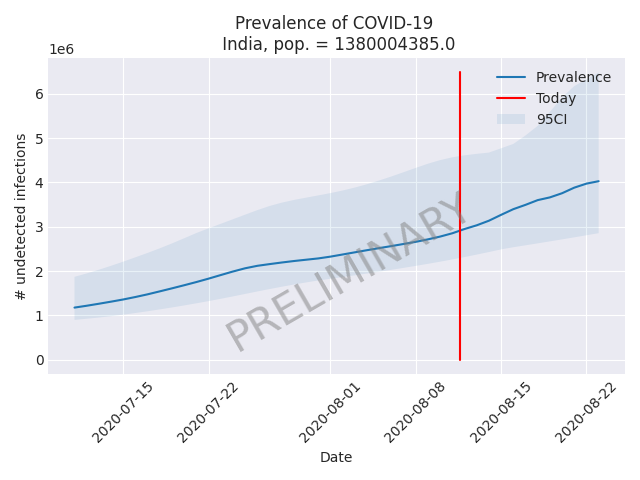 Prevalence of COVID-19
India, pop. = 1380004385.0
1e6
Prevalence
Today
95CI
6
5
4
3
2
1
0
# undetected infections
PRELIMINARY
2020-07-15
2020-07-22
2020-08-01
2020-08-08
2020-08-15
2020-08-22
Date